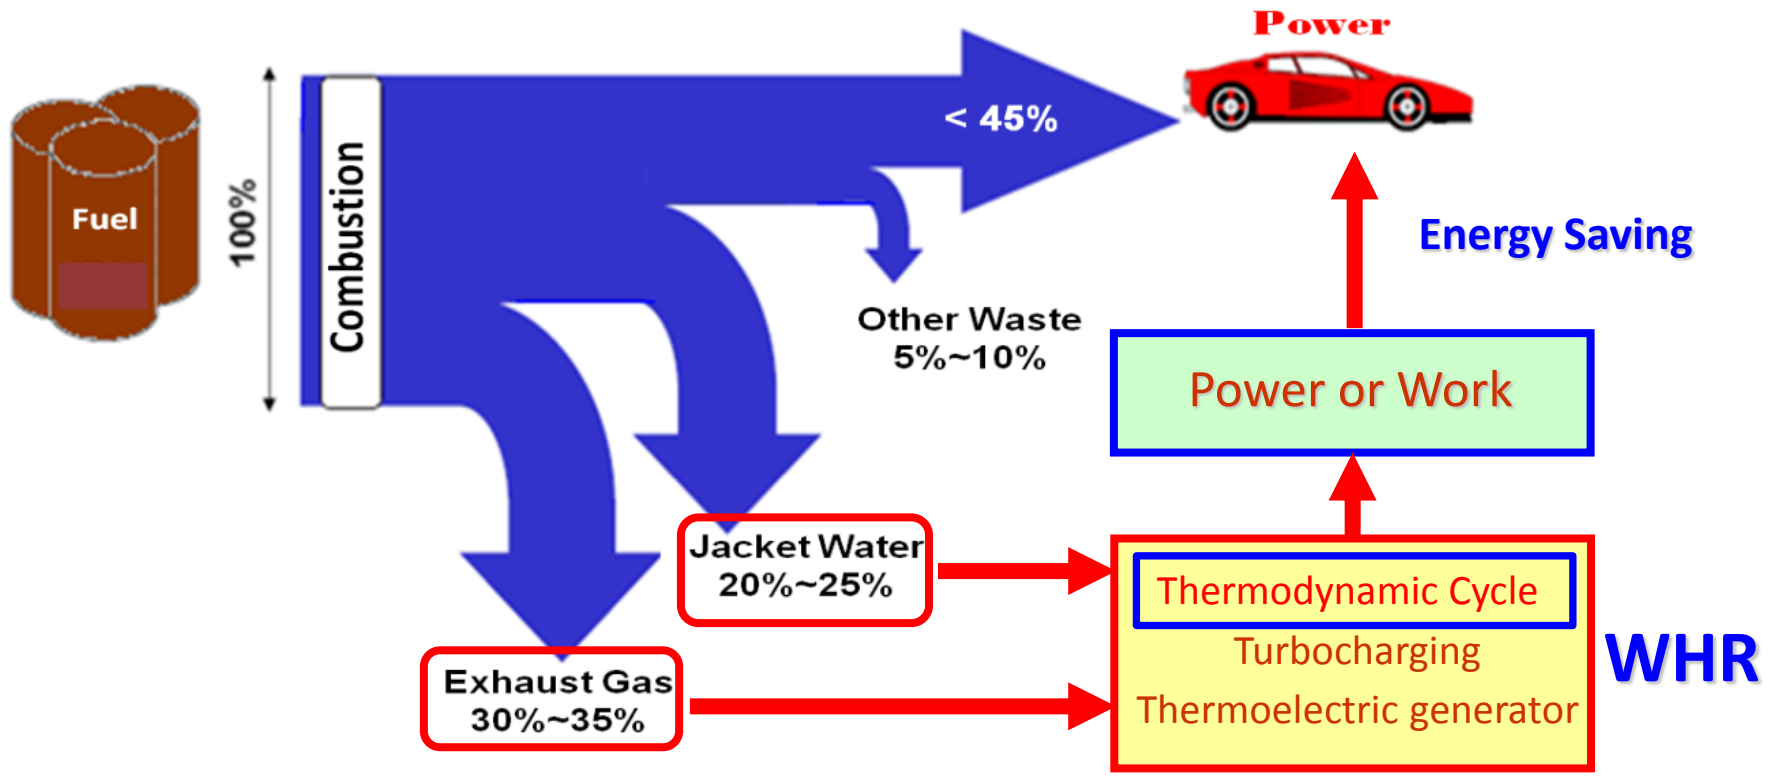 Power
Fuel
100%
Combustion
< 45%
Energy Saving
Other Waste
5%~10%
Power or Work
Jacket Water
20%~25%
Exhaust Gas
30%~35%
Thermodynamic Cycle
Turbocharging
Thermoelectric generator
WHR